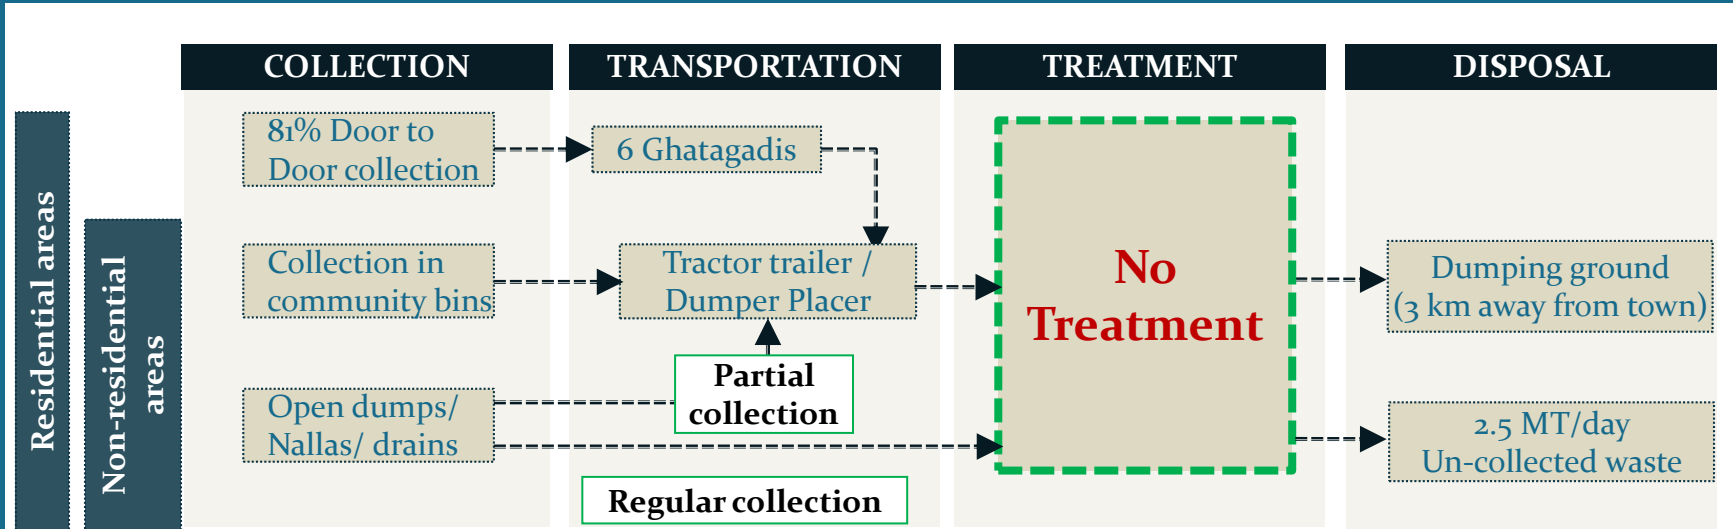 COLLECTION
TRANSPORTATION
TREATMENT
DISPOSAL
Residential areas
Non-residential
areas
81% Door to
Door collection
6 Ghatagadis
Collection in
community bins
Tractor trailer /
Dumper Placer
Partial
collection
Open dumps/
Nallas/ drains
Regular collection
No
Treatment
Dumping ground
(3 km away from town)
2.5 MT/day
Un-collected waste